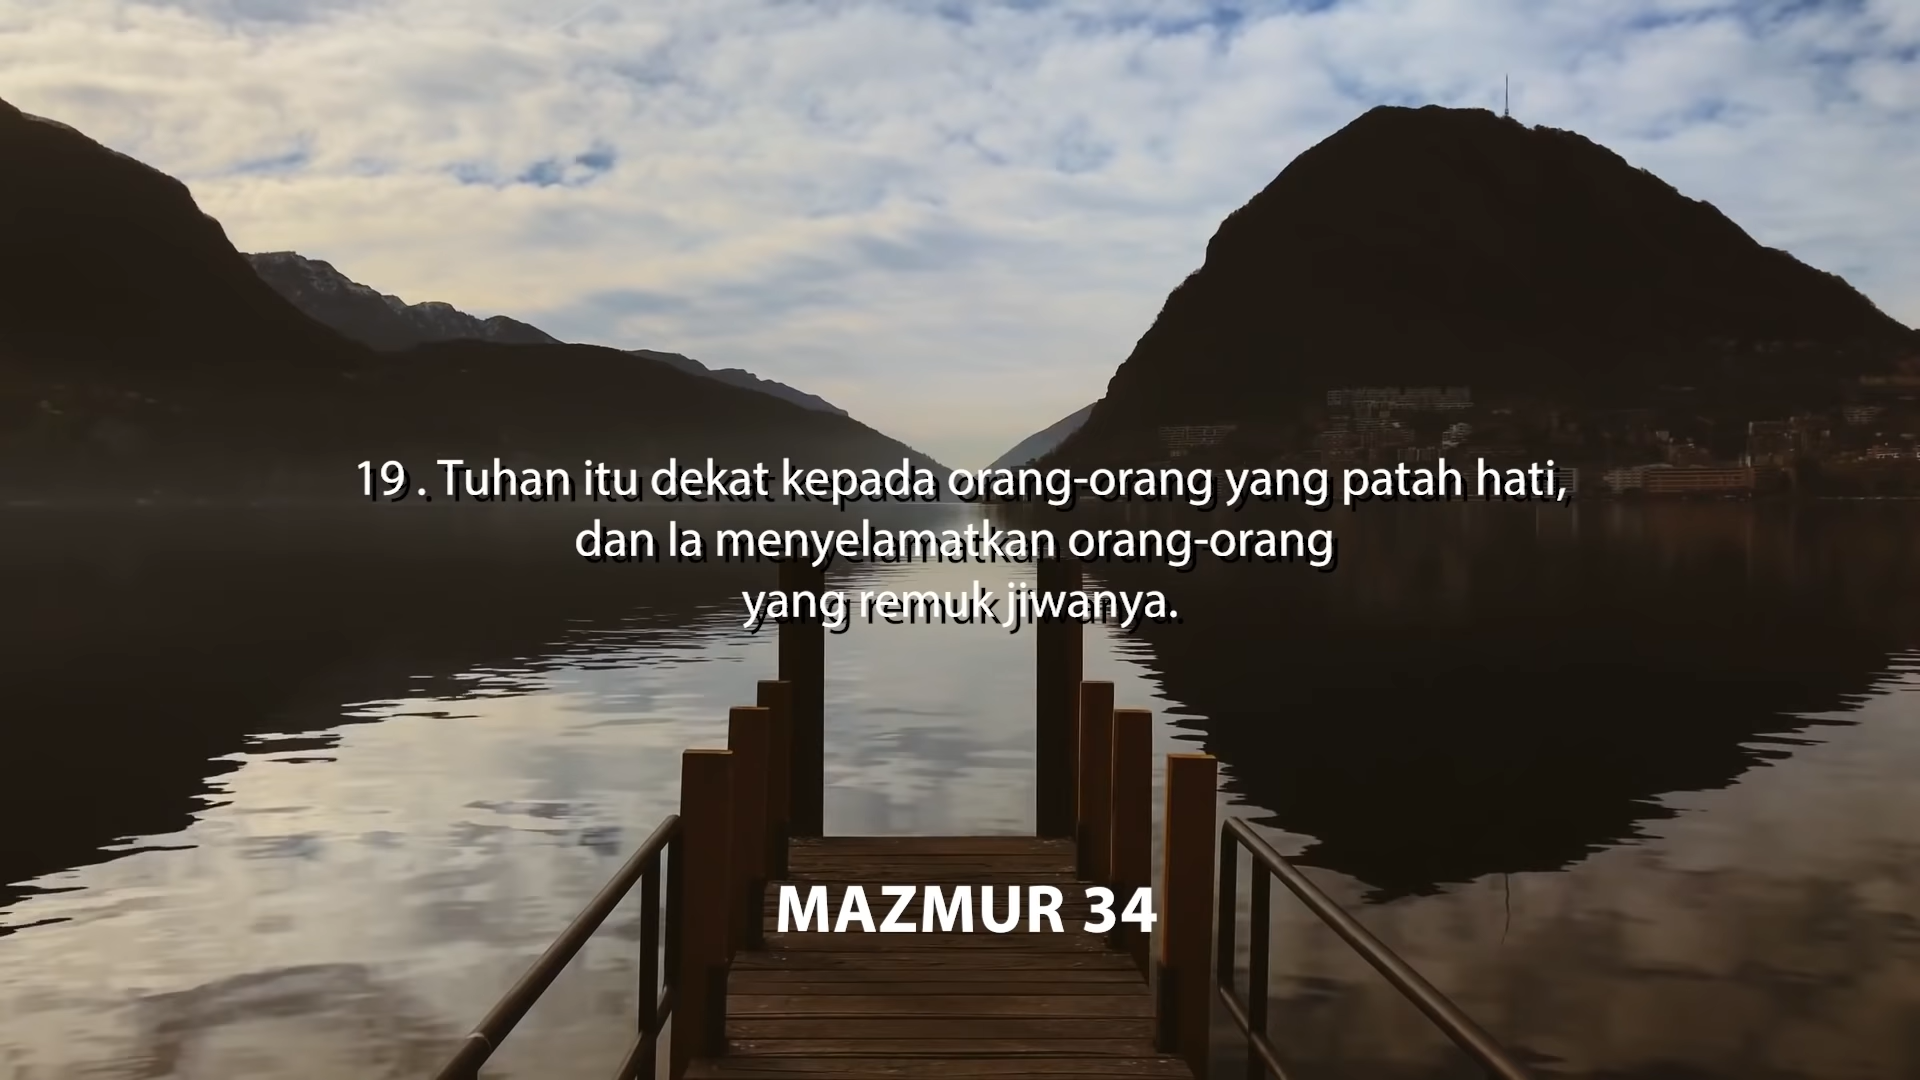 19 . Tuhan itu dekat kepada orang-orang yang patah hati,
dan Ia menyelamatkan orang-orang
yang remuk jiwanya.
MAZMUR 34